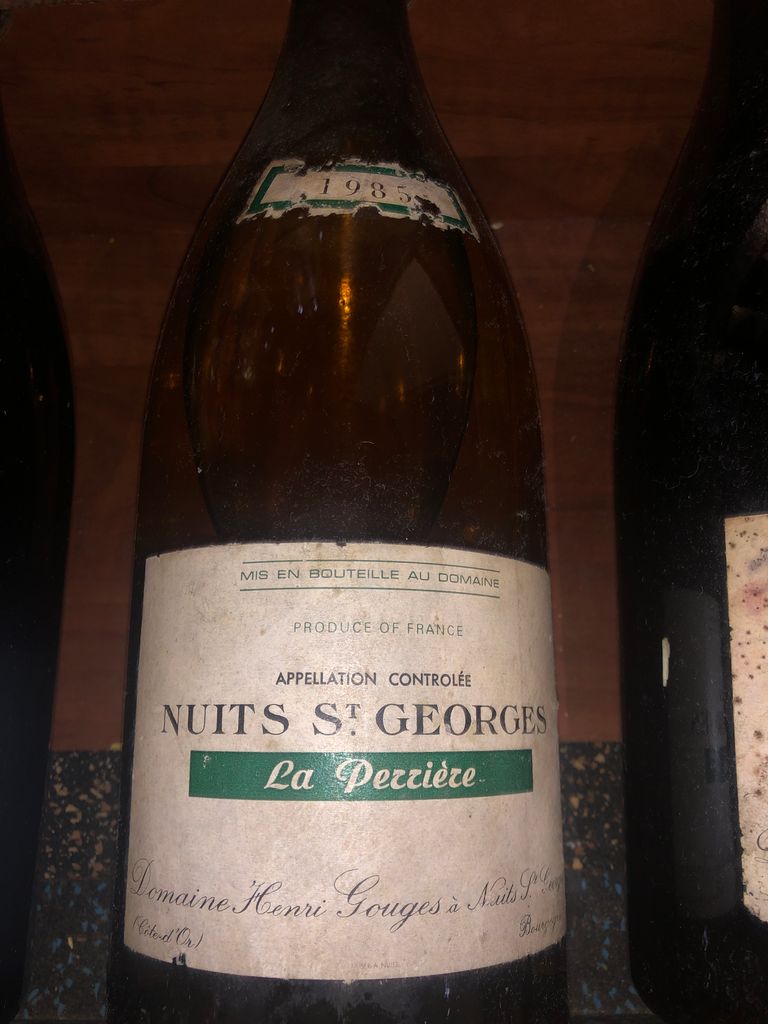 1985
MIS EN BOUTEILLE AU DOMAINE
PRODUCE OF FRANCE
APPELLATION CONTROLÉE
NUITS ST. GEORGES
La Perrière
Domaine Henri Gouges à Nuits St
(Côte-d'Or)